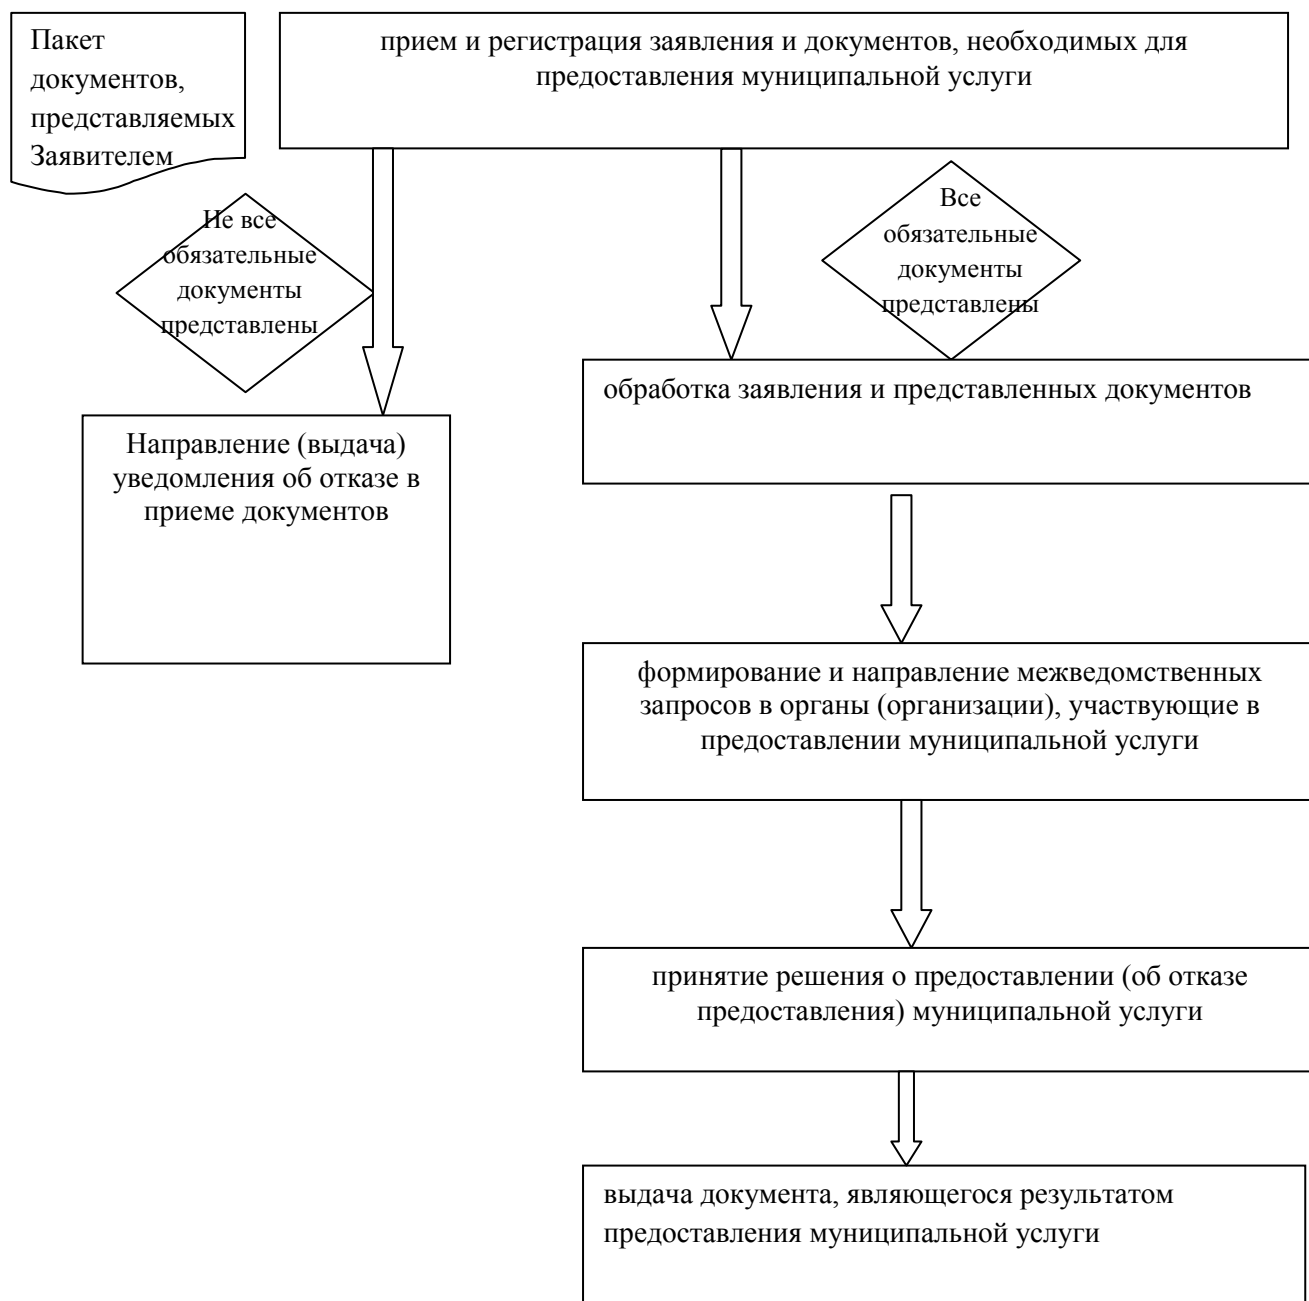 Пакет
документов,
представляемых
Заявителем
прием и регистрация заявления и документов, необходимых для
предоставления муниципальной услуги
Не все
обязательные
документы
представлены
Все
обязательные
документы
представлены
обработка заявления и представленных документов
Направление (выдача)
уведомления об отказе в
приеме документов
формирование и направление межведомственных
запросов в органы (организации), участвующие в
предоставлении муниципальной услуги
принятие решения о предоставлении (об отказе
предоставления) муниципальной услуги
выдача документа, являющегося результатом
предоставления муниципальной услуги